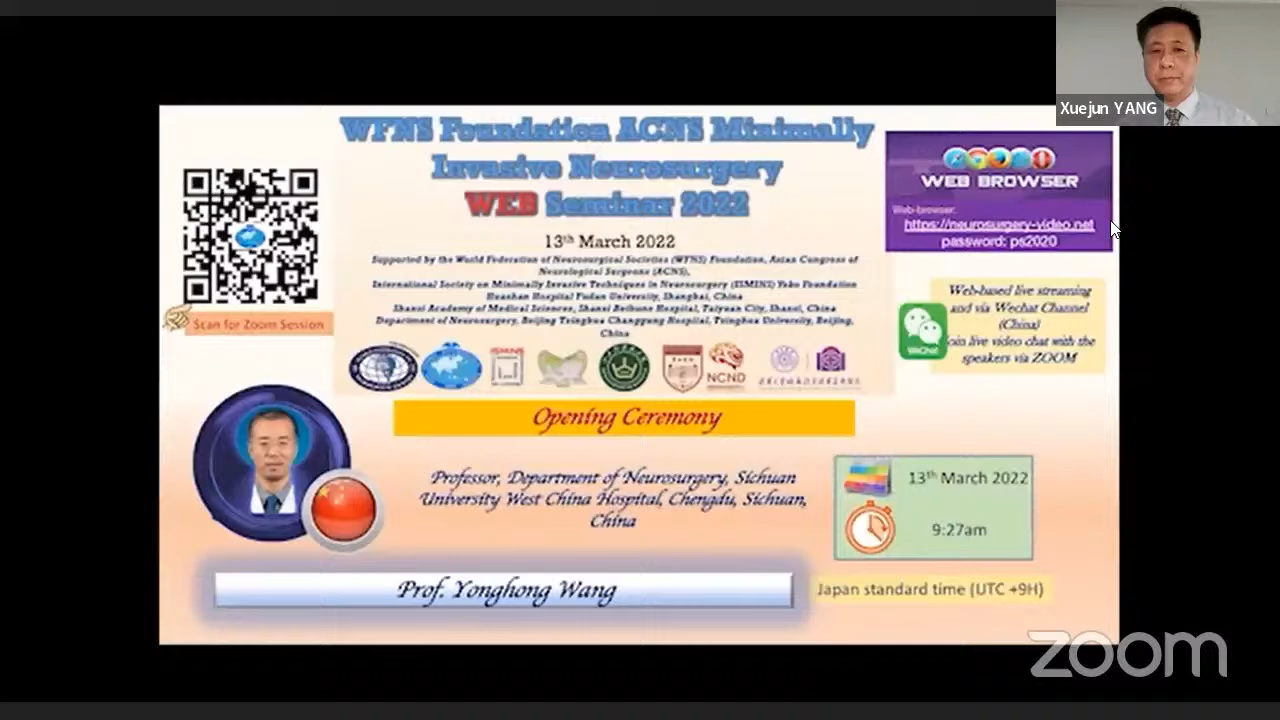 Xuejun YANG
WFNS Foundation ACNS Minimally
Invasive Neurosurgery
WEB Seminar 2022
13th March 2022
Supported by the World Federation of Neurosurgical Societies (WFNS) Foundation, Asian Congress of
Neurological Surgeons (ACNS),
International Society on Minimally Invasive Techniques in Neurosurgery (ISMINS) Yoko Foundation
Huashan Hospital Fudan University, Shanghai, China
Shanxi Academy of Medical Sciences, Shanxi Bethune Hospital, Taiyuan City, Shanxi, China
Department of Neurosurgery, Beijing Tsinghua Changgung Hospital, Tsinghua University, Beijing,
China
Scan for Zoom Session
WEB BROWSER
Web-browser:
https://neurosurgery-video.net
password: ps2020
Web-based live streaming
and via Wechat Channel
(China)
oin live video chat with the
speakers via ZOOM
WeChat
ISMINS
NCND
Opening Ceremony
Professor, Department of Neurosurgery, Sichuan
University West China Hospital, Chengdu, Sichuan,
China
13th March 2022
9:27am
Prof. Yonghong Wang
Japan standard time (UTC +9H)
zoom